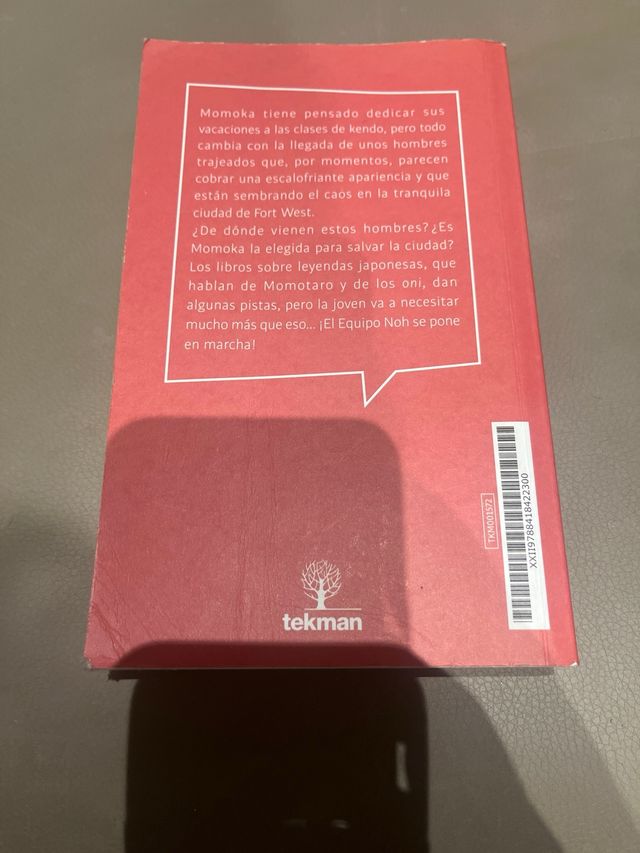 Momoka tiene pensado dedicar sus
vacaciones a las clases de kendo, pero todo
cambia con la llegada de unos hombres
trajeados que, por momentos, parecen
cobrar una escalofriante apariencia y que
están sembrando el caos en la tranquila
ciudad de Fort West.
¿De dónde vienen estos hombres? ¿Es
Momoka la elegida para salvar la ciudad?
Los libros sobre leyendas japonesas, que
hablan de Momotaro y de los oni, dan
algunas pistas, pero la joven va a necesitar
mucho más que eso... ¡El Equipo Noh se pone
en marcha!
TKM001572
XXII9788418422300
tekman